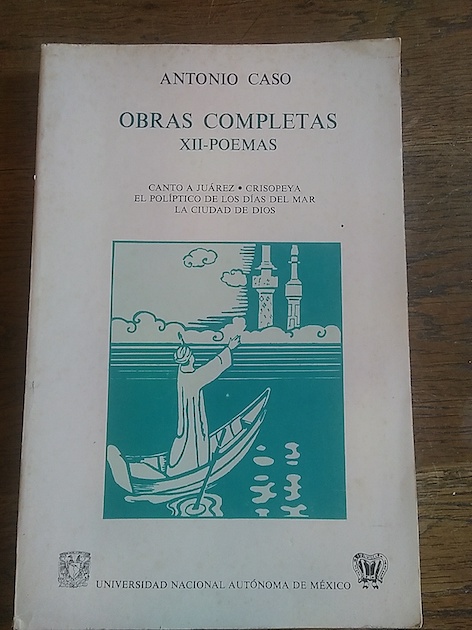 ANTONIO CASO
OBRAS COMPLETAS
XII-POEMAS
CANTO A JUÁREZ • CRISOPEYA
EL POLÍPTICO DE LOS DÍAS DEL MAR
LA CIUDAD DE DIOS
UNIVERSIDAD NACIONAL AUTÓNOMA DE MÉXICO